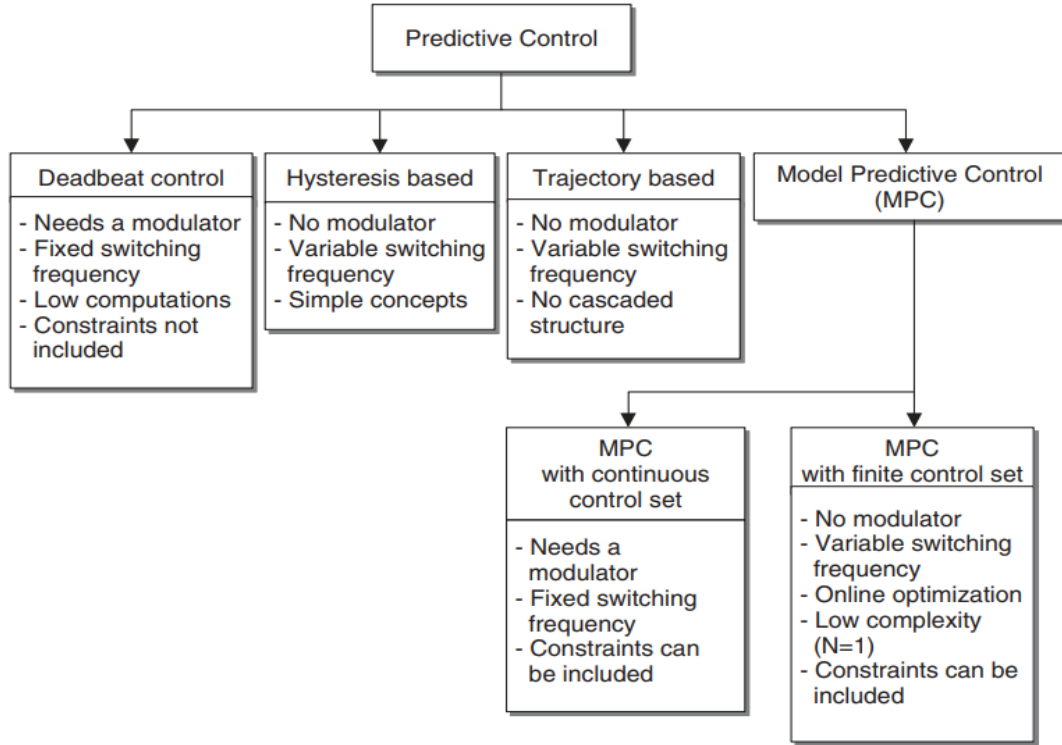 Predictive Control
Deadbeat control
- Needs a modulator
- Fixed switching
frequency
- Low computations
- Constraints not
included
Hysteresis based
- No modulator
- Variable switching
frequency
- Simple concepts
Trajectory based
- No modulator
- Variable switching
frequency
- No cascaded
structure
Model Predictive Control
(MPC)
MPC
with continuous
control set
- Needs a
modulator
- Fixed switching
frequency
- Constraints can
be included
MPC
with finite control set
- No modulator
- Variable switching
frequency
- Online optimization
- Low complexity
(N=1)
- Constraints can be
included